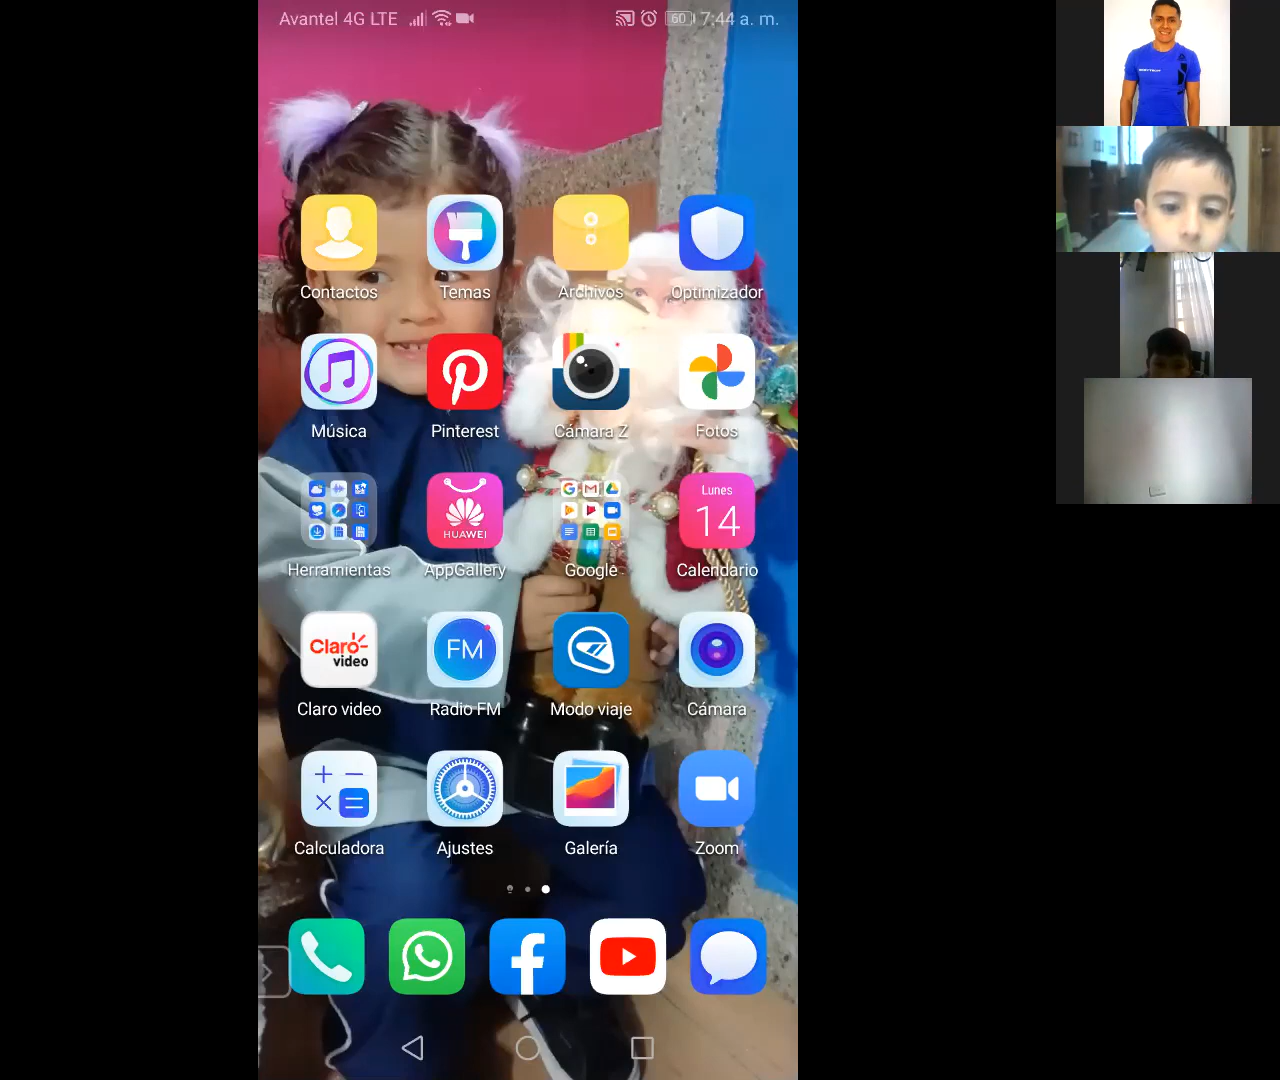 Avantel 4G LTE 60 7:44 a. m.
Contactos Temas Archivos Optimizador
Música Pinterest Cámara Z Fotos
Lunes
14
HUAWEI
Herramientas AppGallery Google Calendario
Claro
video
FM
Claro video Radio FM Modo viaje Cámara
Calculadora Ajustes Galería Zoom